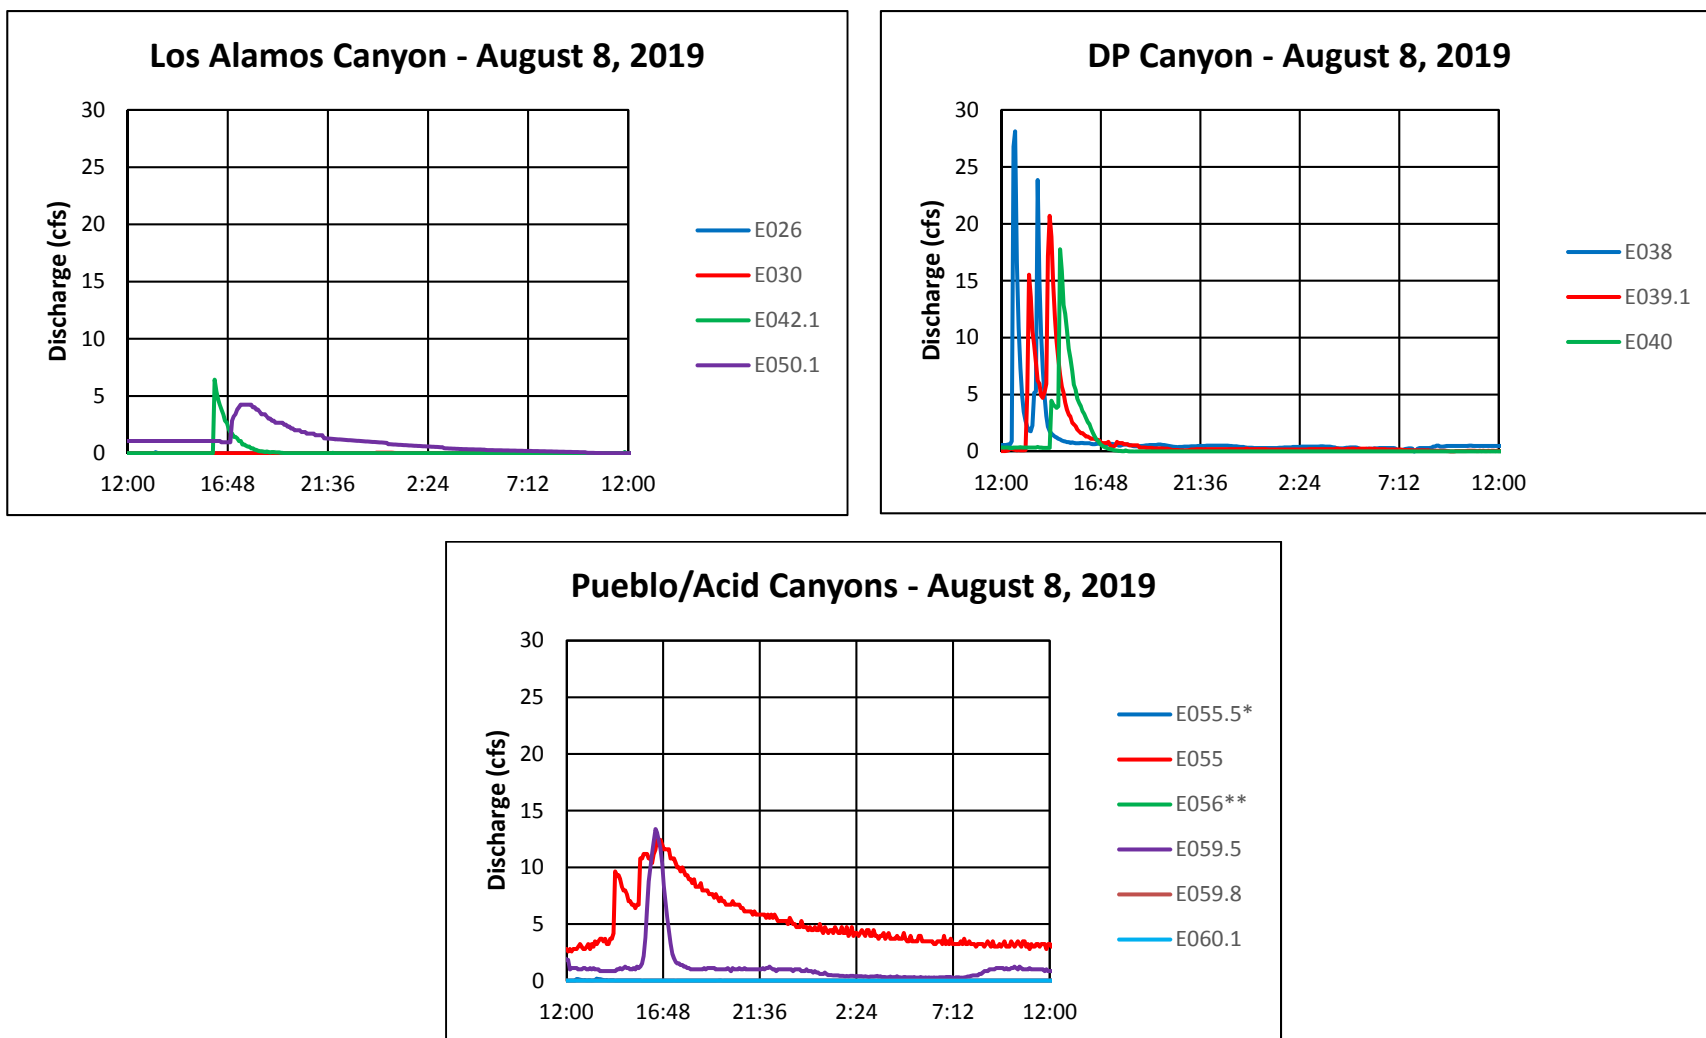 Los Alamos Canyon - August 8, 2019
30
25
20
15
10
5
0
Discharge (cfs)
12:00 16:48 21:36 2:24 7:12 12:00
E026
E030
E042.1
E050.1
DP Canyon - August 8, 2019
30
25
20
15
10
5
0
Discharge (cfs)
12:00 16:48 21:36 2:24 7:12 12:00
E038
E039.1
E040
Pueblo/Acid Canyons - August 8, 2019
30
25
20
15
10
5
0
Discharge (cfs)
12:00 16:48 21:36 2:24 7:12 12:00
E055.5*
E055
E056**
E059.5
E059.8
E060.1